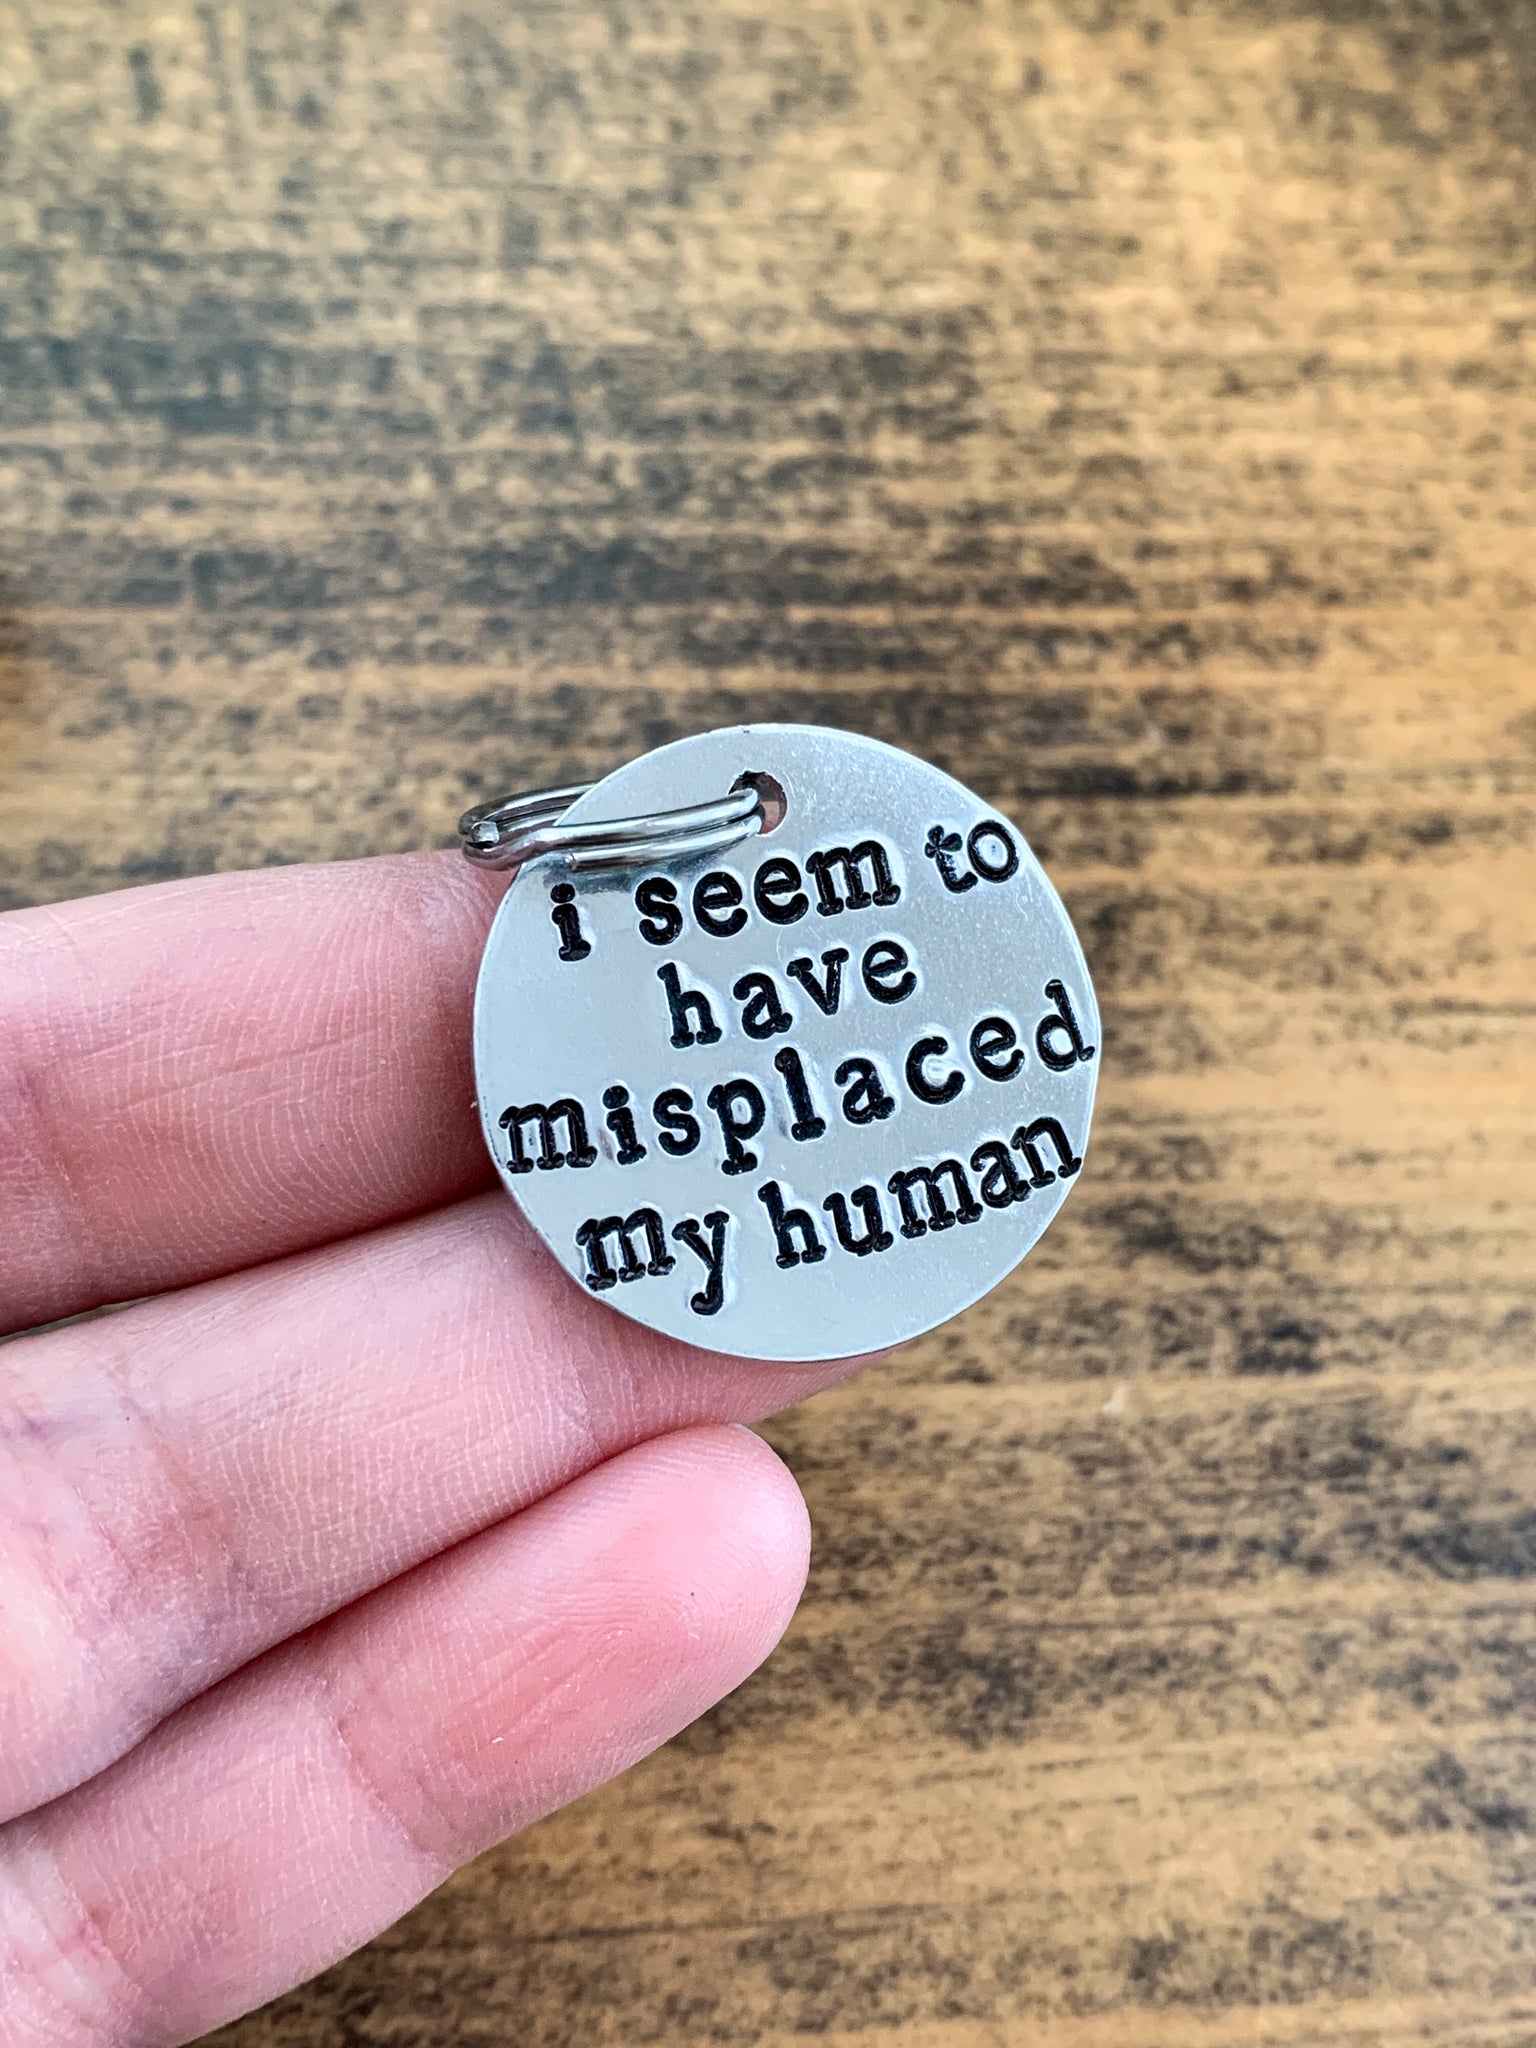 i seem to
have
misplaced
my human